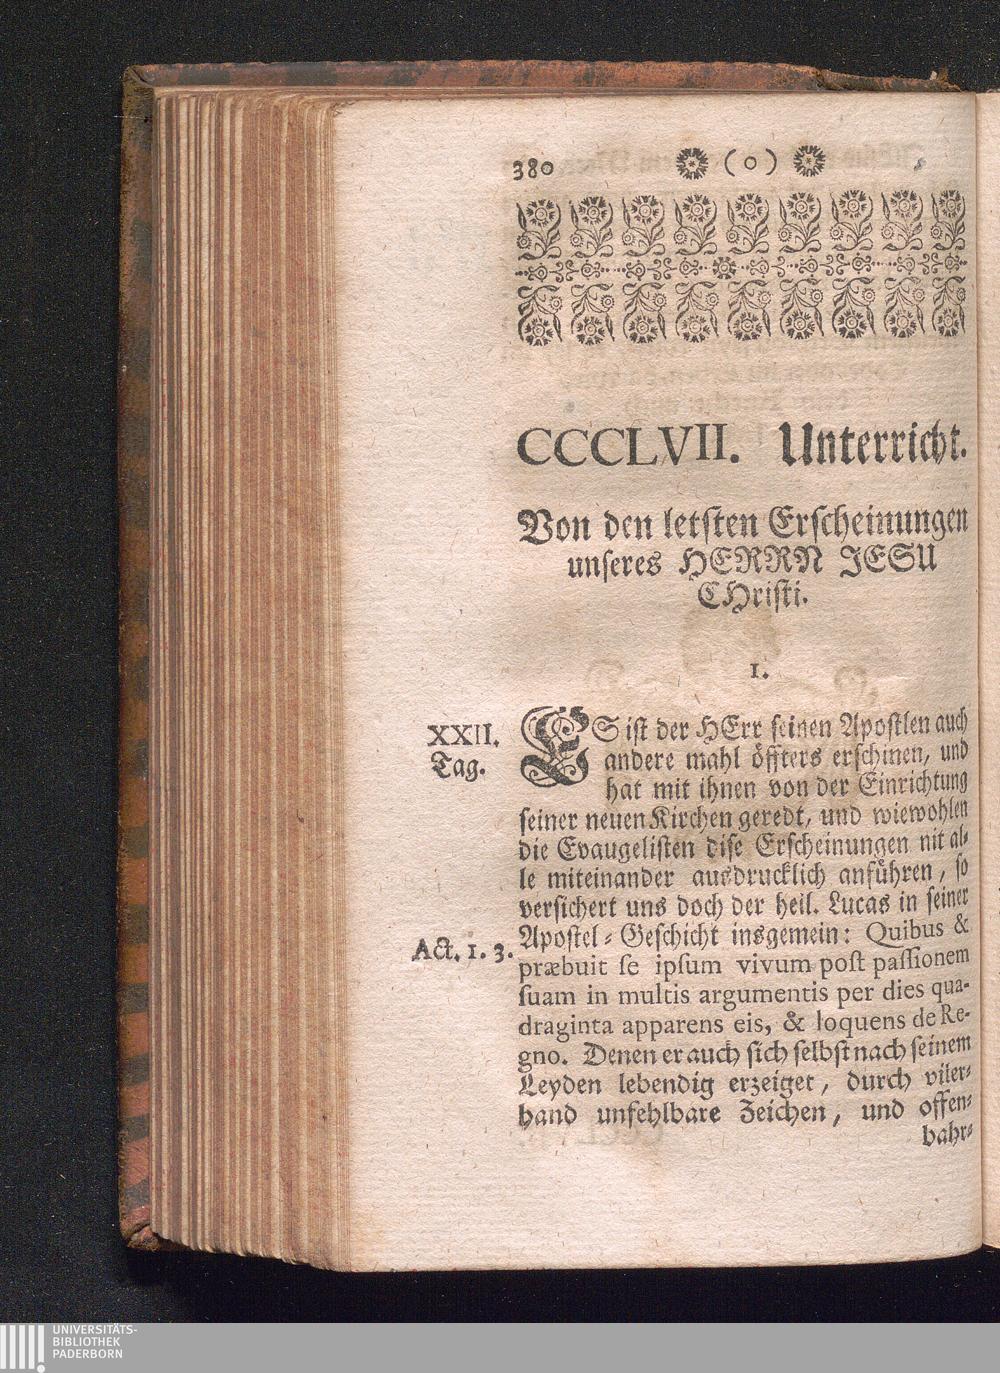 380 ( o )
CCCLVII. Unterricht.
Von den letsten Erscheinungen
unseres HERRN JESU
CHristi.
1.
XXII.
Tag.
ES ist der HErr seinen Apostlen auch
andere mahl öffters erschinen, und
hat mit ihnen von der Einrichtung
seiner neuen Kirchen geredt, und wiewohlen
die Evaugelisten dise Erscheinungen nit al-
le miteinander ausdrucklich anführen, so
versichert uns doch der heil. Lucas in seiner
Apostel-Geschicht insgemein: Quibus &
Act. 1. 3.
præbuit se ipsum vivum post passionem
suam in multis argumentis per dies qua-
draginta apparens eis, & loquens de Re-
gno. Denen er auch sich selbst nach seinem
Leyden lebendig erzeiget, durch viler-
hand unfehlbare Zeichen, und offen-
bahr-
UNIVERSITÄTS-
BIBLIOTHEK
PADERBORN